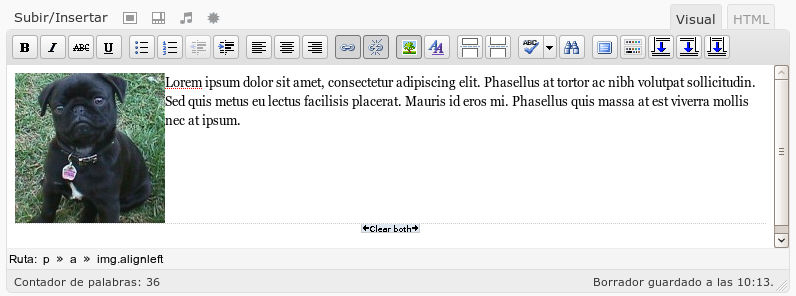 Subir/Insertar
Visual
HTML
B I ABC U
ABC
Lorem ipsum dolor sit amet, consectetur adipiscing elit. Phasellus at tortor ac nibh volutpat sollicitudin.
Sed quis metus eu lectus facilisis placerat. Mauris id eros mi. Phasellus quis massa at est viverra mollis
nec at ipsum.
Clear both
Ruta: p » a » img.alignleft
Contador de palabras: 36
Borrador guardado a las 10:13.